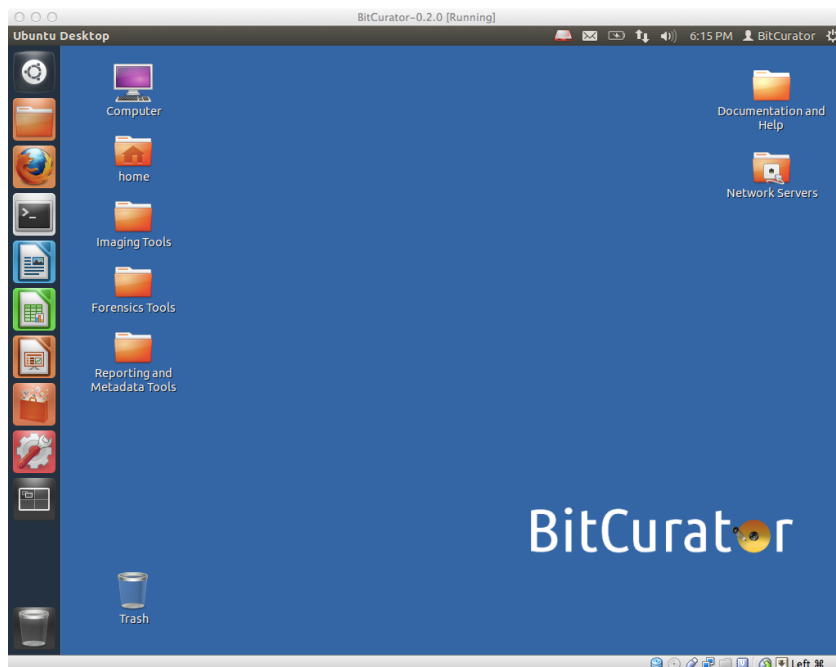 BitCurator-0.2.0 [Running]
Ubuntu Desktop
6:15 PM
BitCurator
Computer
Documentation and
Help
home
Network Servers
Imaging Tools
Forensics Tools
Reporting and
Metadata Tools
BitCurator
Trash
Left ⌘